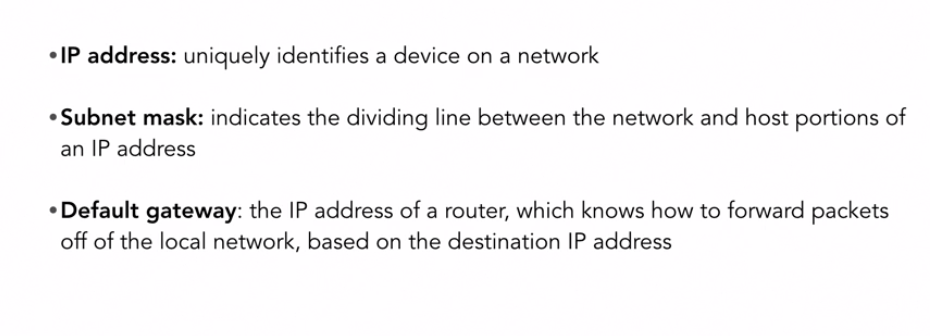 •IP address: uniquely identifies a device on a network
•Subnet mask: indicates the dividing line between the network and host portions of
an IP address
•Default gateway: the IP address of a router, which knows how to forward packets
off of the local network, based on the destination IP address